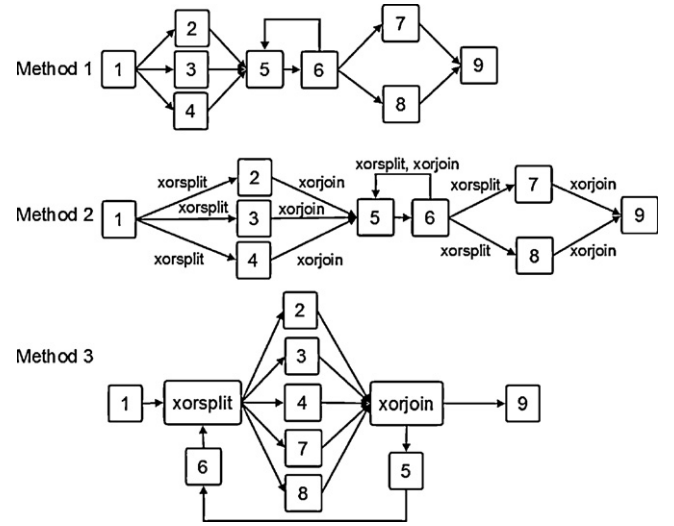 2
7
Method 1 1 3 5 6 9
4
8
xorsplit, xorjoin
xorsplit 2 xorjoin xorsplit 7 xorjoin
Method 2 1 xorsplit 3 xorjoin 5 6 9
xorsplit 4 xorjoin xorsplit 8 xorjoin
2
Method 3 3
1 xorsplit 4 xorjoin 9
7
6 5
8